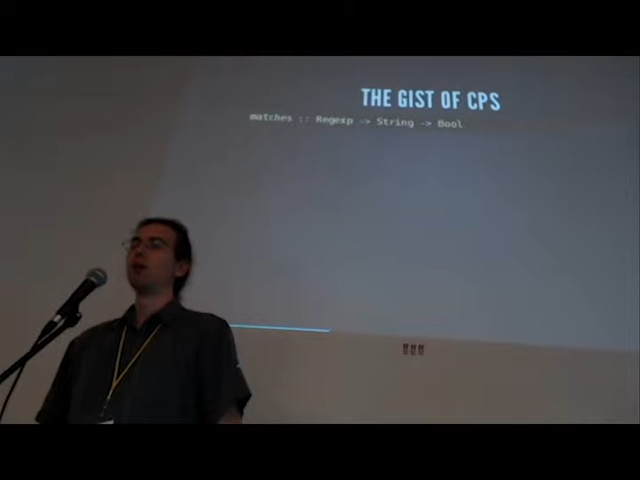 THE GIST OF CPS
matches :: Regexp -> String -> Bool